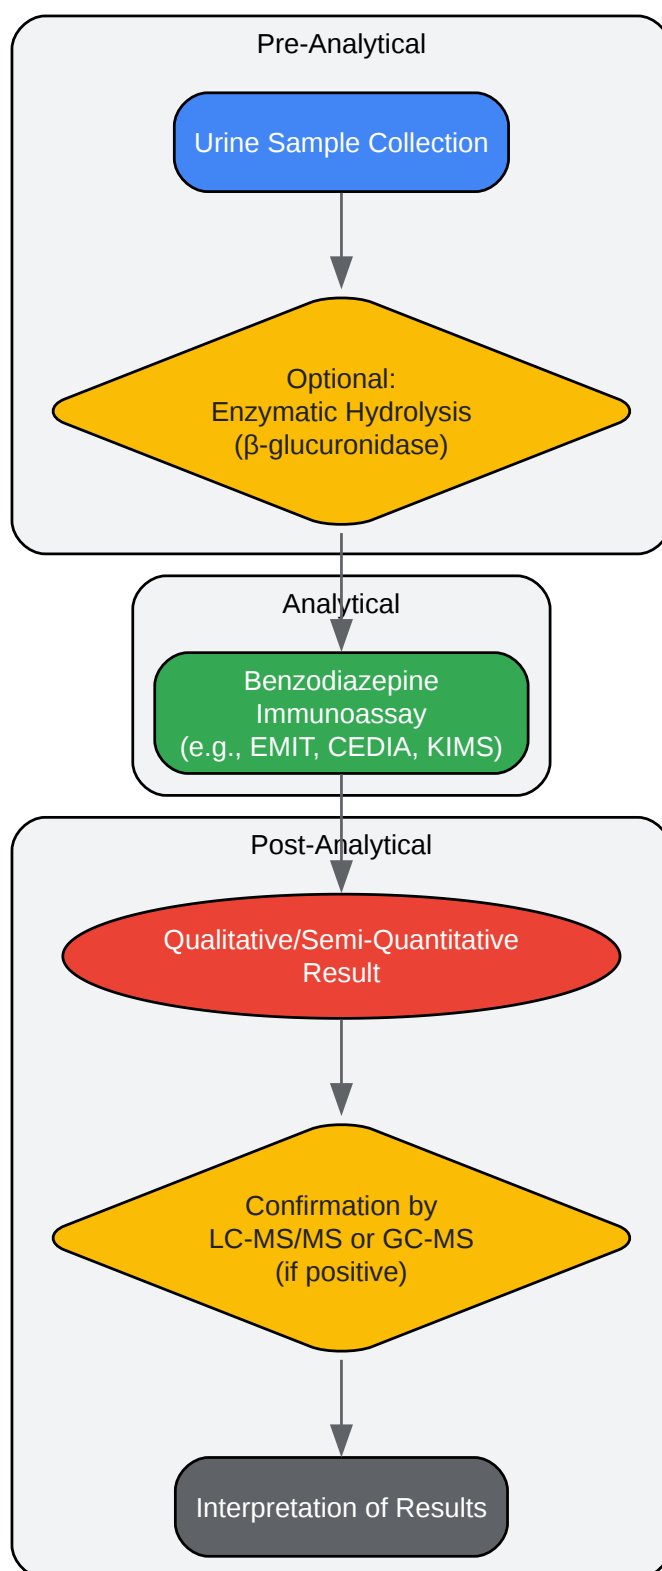 Pre-Analytical
Urine Sample Collection
Optional:
Enzymatic Hydrolysis
(β-glucuronidase)
Analytical
Benzodiazepine
Immunoassay
(e.g., EMIT, CEDIA, KIMS)
Post-Analytical
Qualitative/Semi-Quantitative
Result
Confirmation by
LC-MS/MS or GC-MS
(if positive)
Interpretation of Results